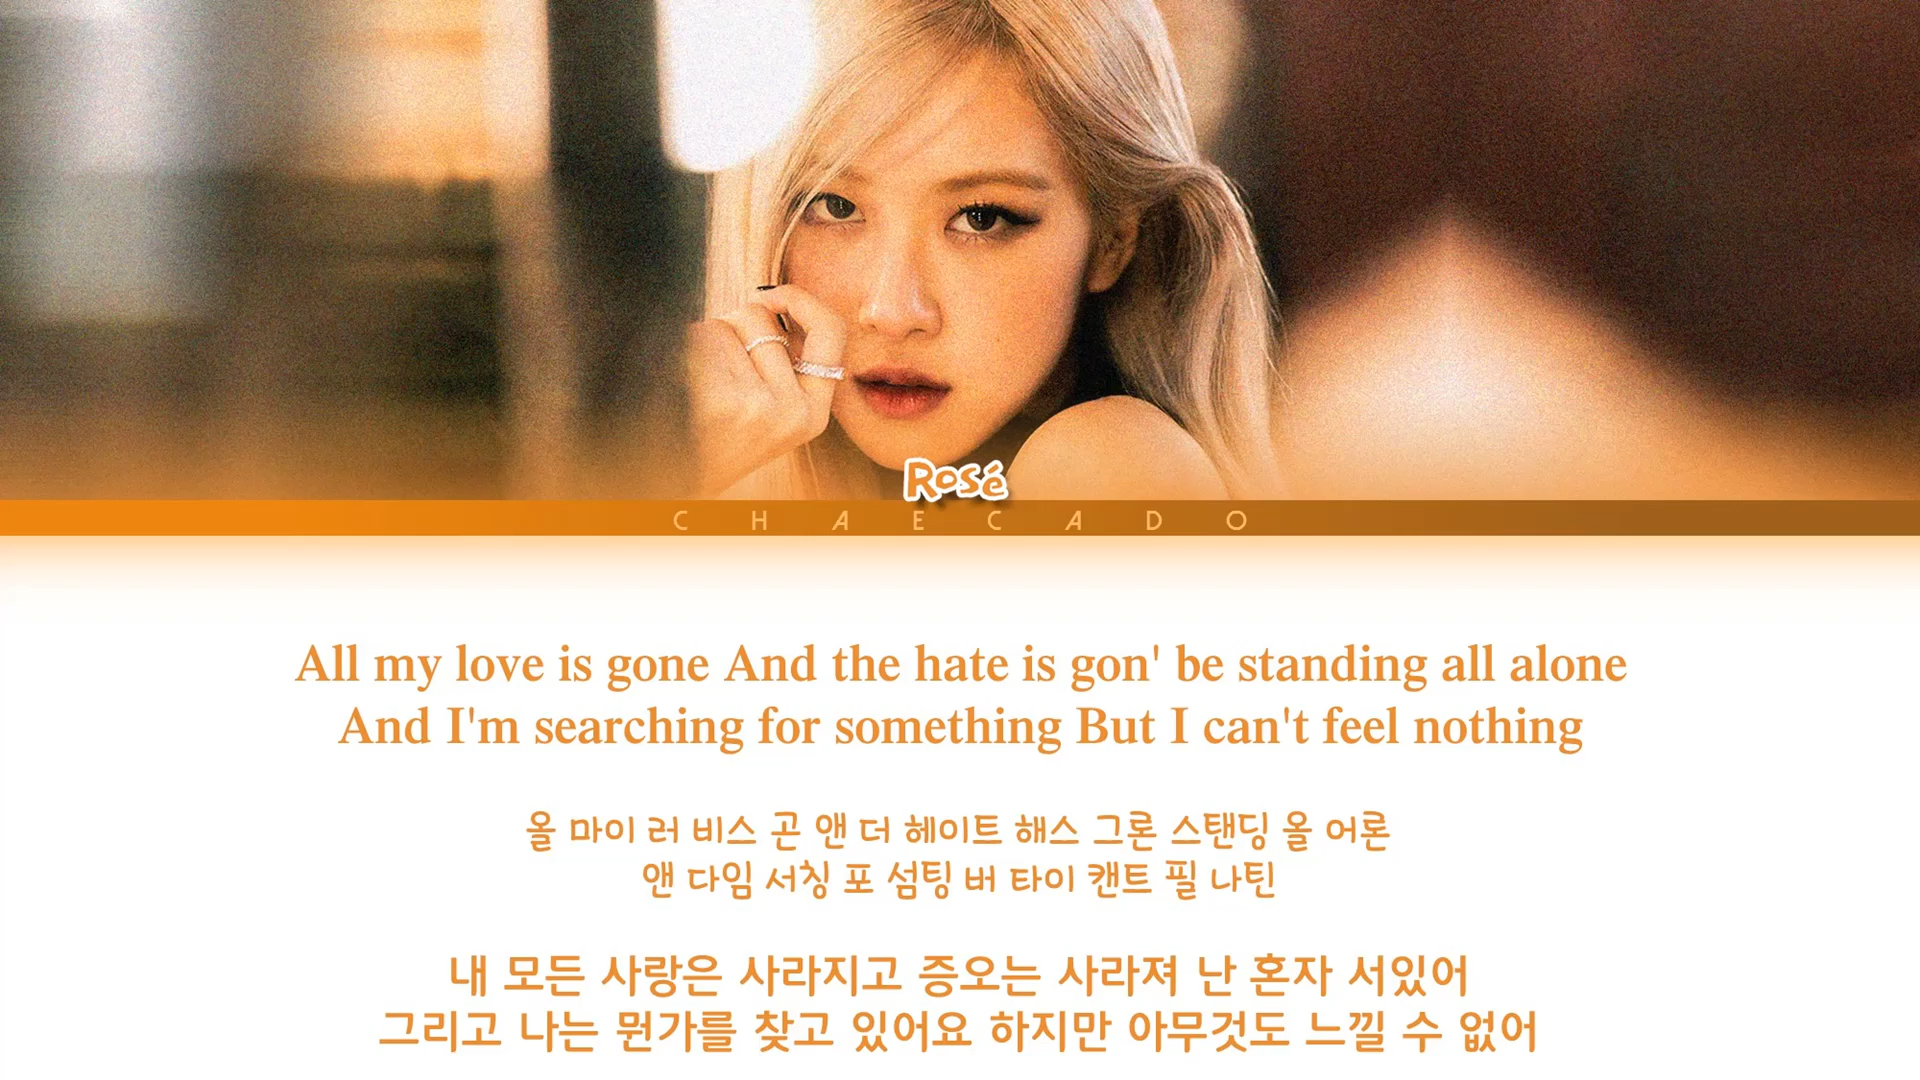 Rosé
CHAECADO
All my love is gone And the hate is gon' be standing all alone
And I'm searching for something But I can't feel nothing
올 마이 러 비스 곤 앤 더 헤이트 해스 그론 스탠딩 올 어론
앤 다임 서칭 포 섬팅 버 타이 캔트 필 나틴
내 모든 사랑은 사라지고 증오는 사라져 난 혼자 서있어
그리고 나는 뭔가를 찾고 있어요 하지만 아무것도 느낄 수 없어